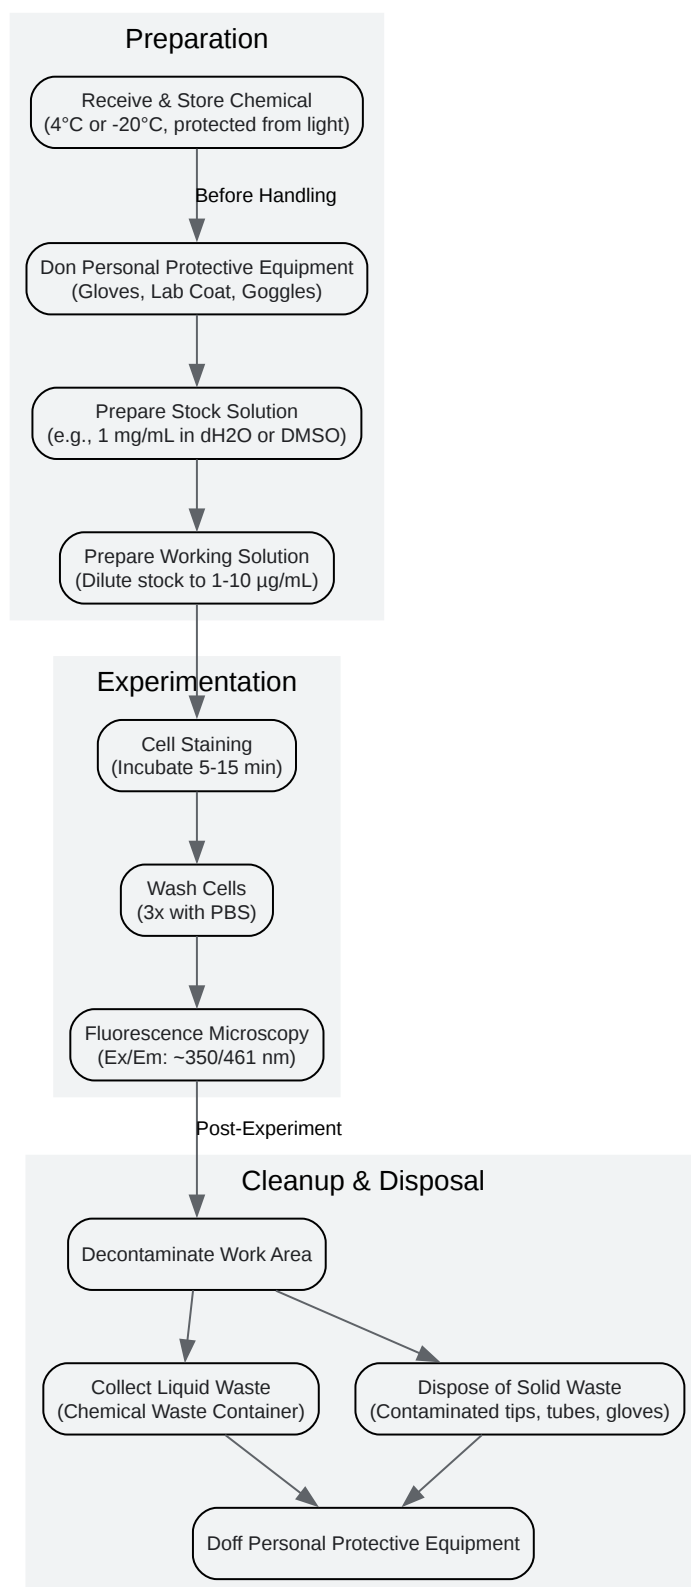 Preparation
Receive & Store Chemical
(4°C or -20°C, protected from light)
Before Handling
Don Personal Protective Equipment
(Gloves, Lab Coat, Goggles)
Prepare Stock Solution
(e.g., 1 mg/mL in dH2O or DMSO)
Prepare Working Solution
(Dilute stock to 1-10 µg/mL)
Experimentation
Cell Staining
(Incubate 5-15 min)
Wash Cells
(3x with PBS)
Fluorescence Microscopy
(Ex/Em: ~350/461 nm)
Post-Experiment
Cleanup & Disposal
Decontaminate Work Area
Collect Liquid Waste
(Chemical Waste Container)
Dispose of Solid Waste
(Contaminated tips, tubes, gloves)
Doff Personal Protective Equipment